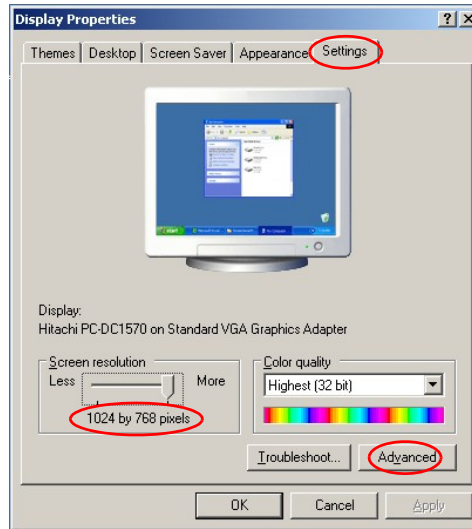 Display Properties
Themes Desktop Screen Saver Appearance Settings
Display:
Hitachi PC-DC1570 on Standard VGA Graphics Adapter
Screen resolution
Less More
1024 by 768 pixels
Color quality
Highest (32 bit)
Troubleshoot... Advanced
OK Cancel Apply